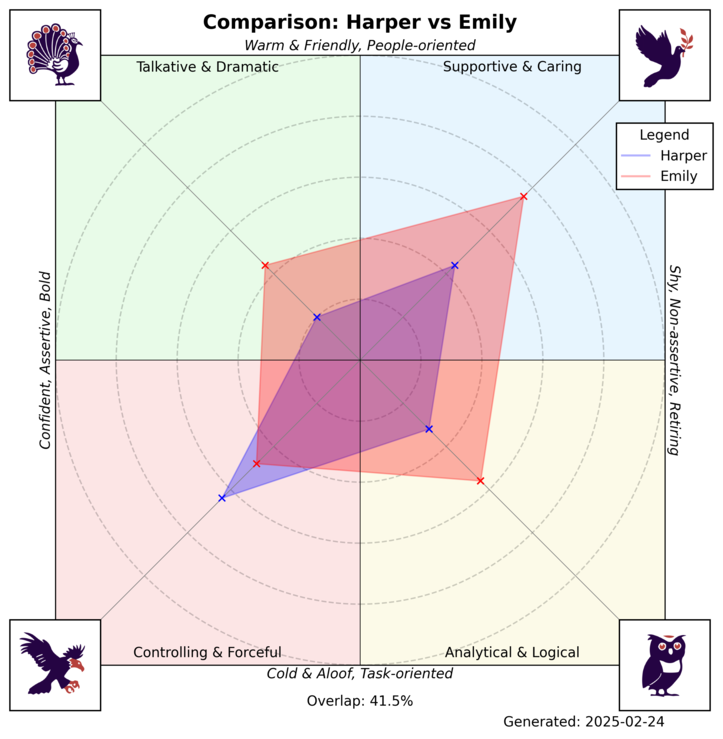 Comparison: Harper vs Emily
Warm & Friendly, People-oriented
Talkative & Dramatic
Supportive & Caring
Legend
Harper
Emily
Confident, Assertive, Bold
Shy, Non-assertive, Retiring
Controlling & Forceful
Analytical & Logical
Cold & Aloof, Task-oriented
Overlap: 41.5%
Generated: 2025-02-24